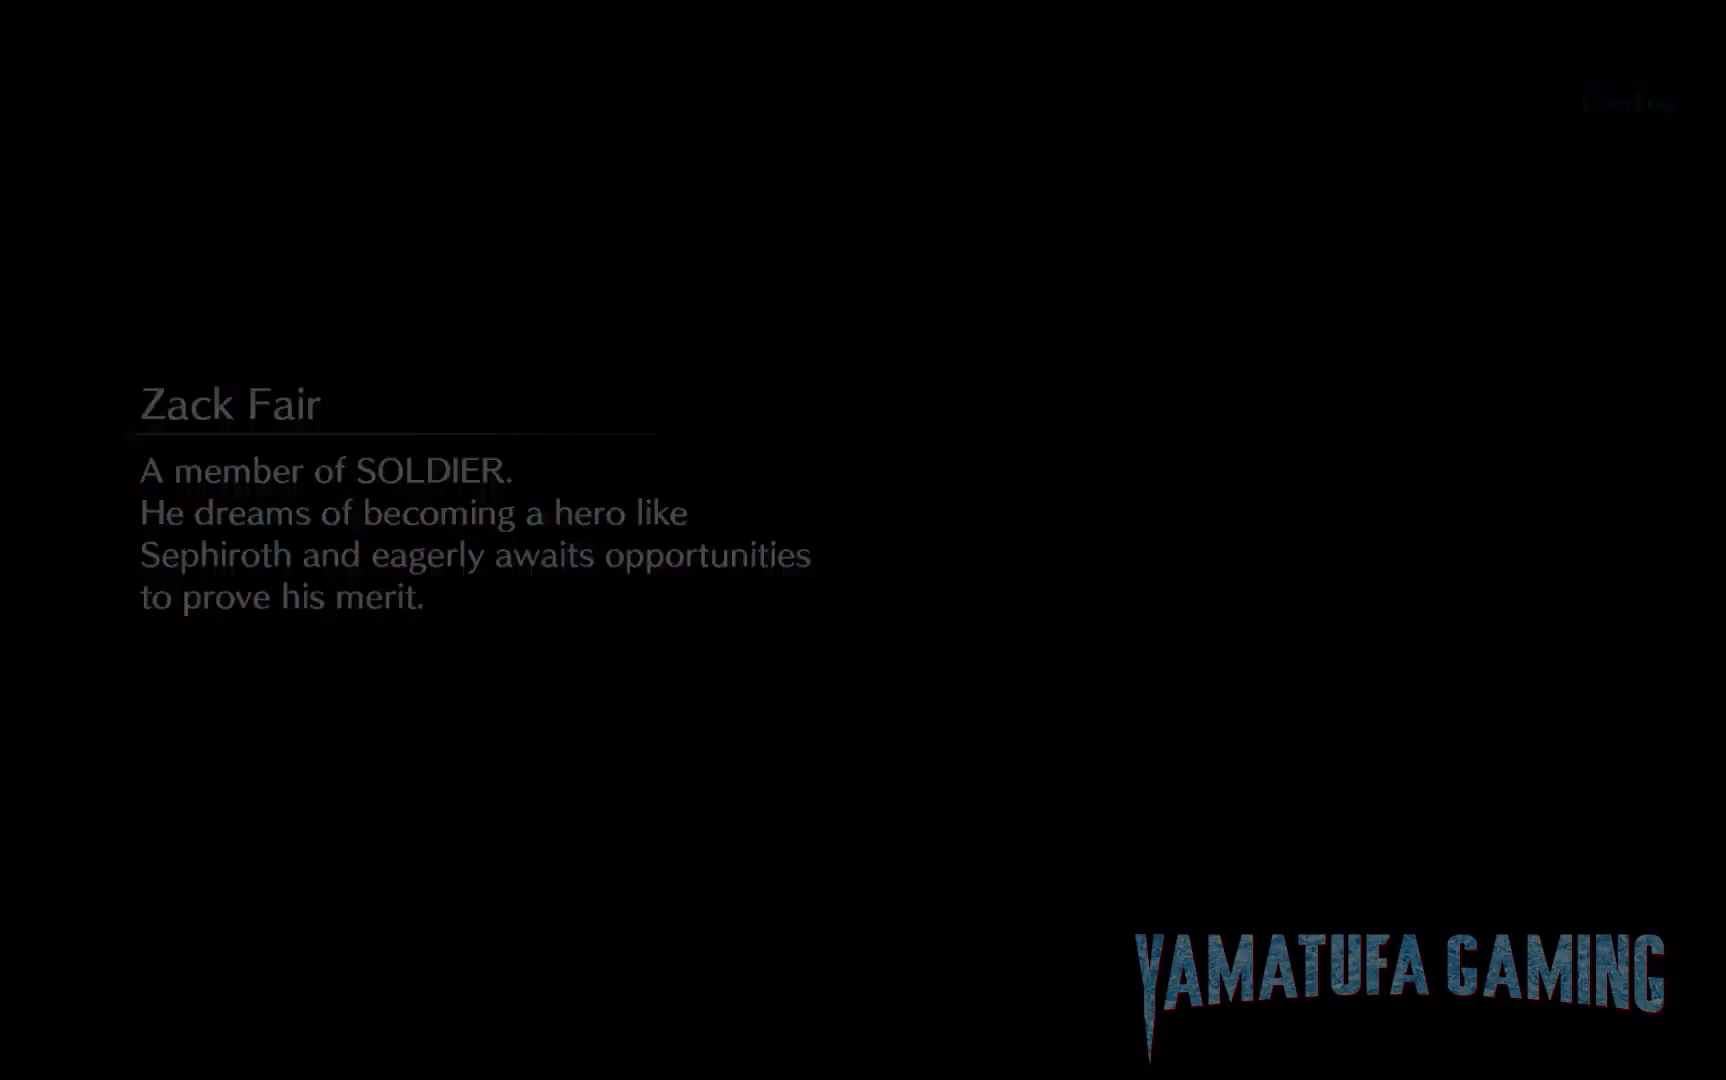 Zack Fair
A member of SOLDIER.
He dreams of becoming a hero like
Sephiroth and eagerly awaits opportunities
to prove his merit.
YAMATUFA GAMING